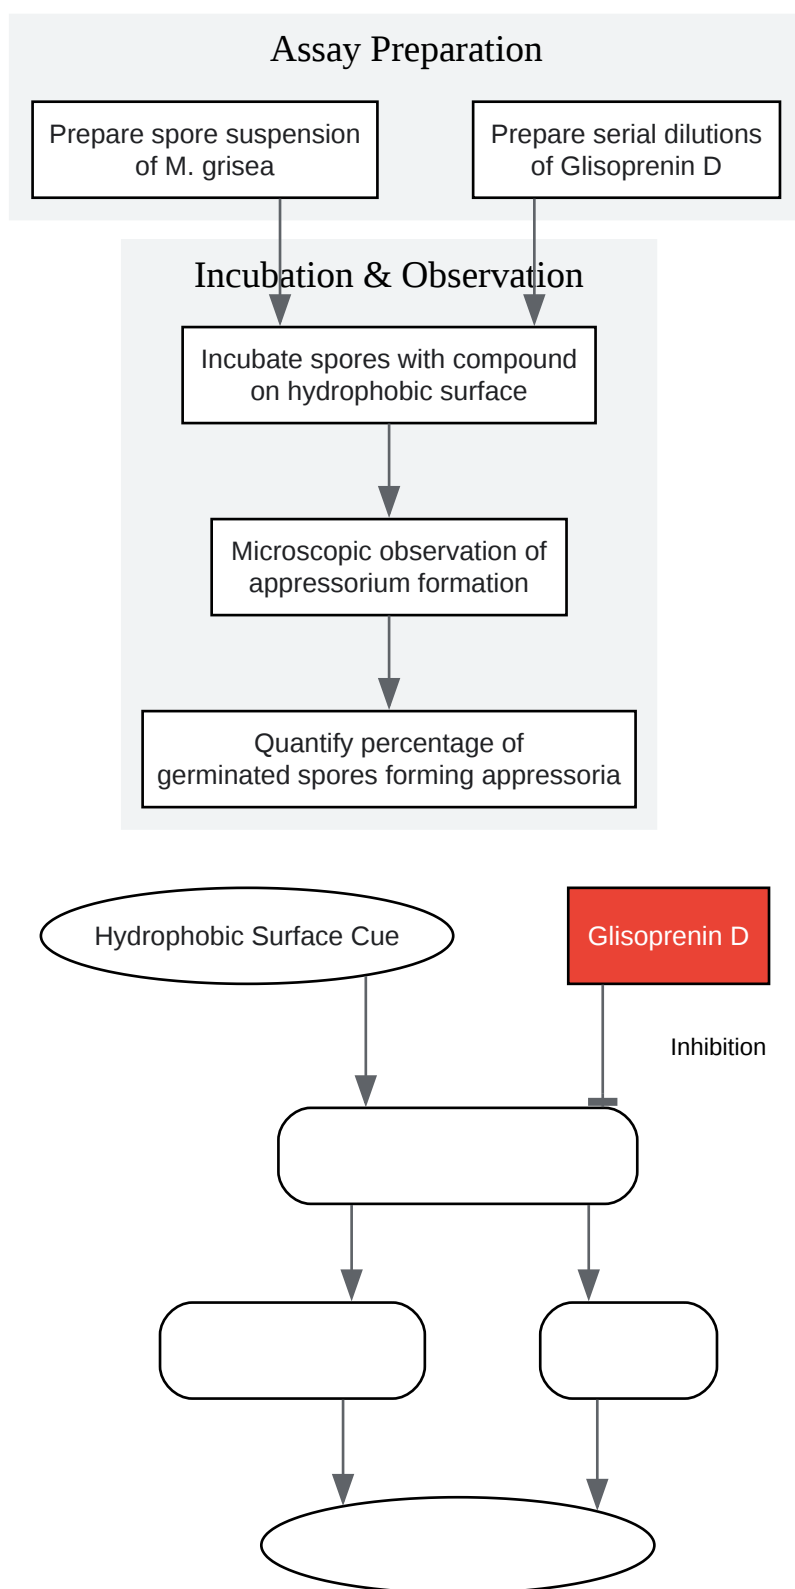 Assay Preparation
Prepare spore suspension
of M. grisea
Prepare serial dilutions
of Glisoprenin D
Incubation & Observation
Incubate spores with compound
on hydrophobic surface
Microscopic observation of
appressorium formation
Quantify percentage of
germinated spores forming appressoria
Hydrophobic Surface Cue
Glisoprenin D
Inhibition